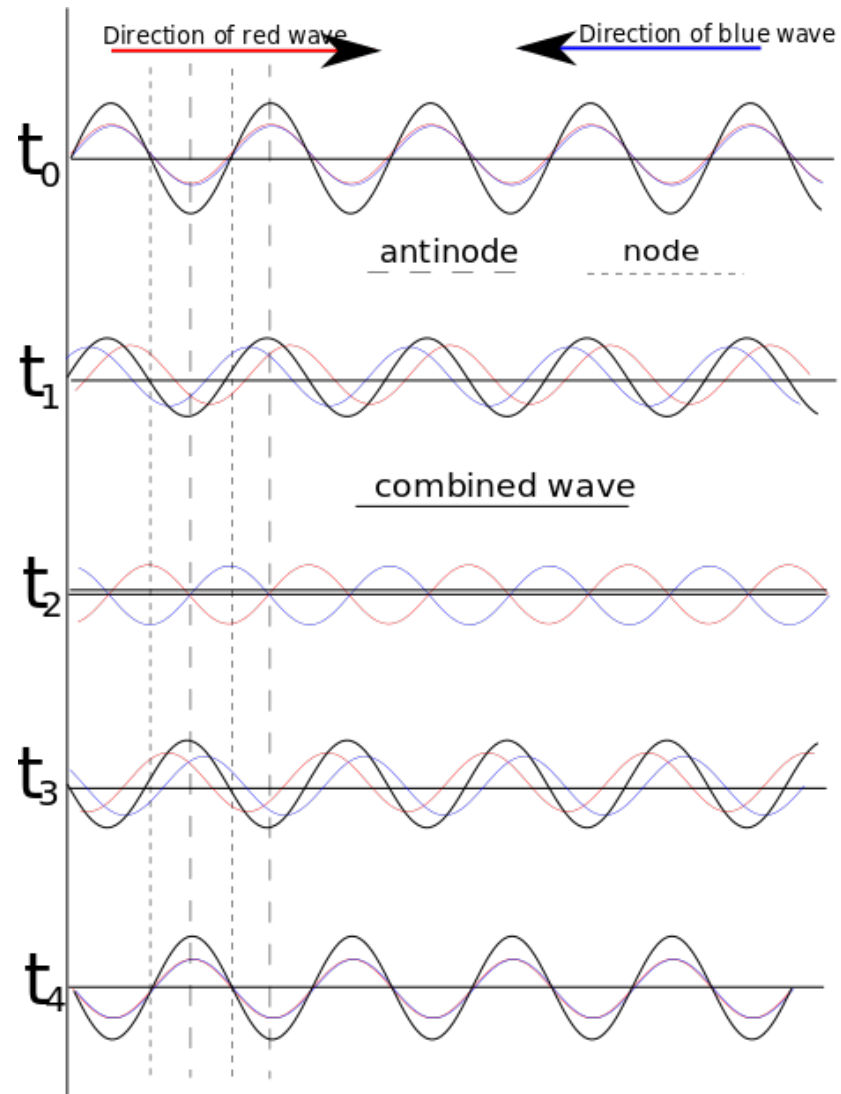 Direction of red wave
Direction of blue wave
t0
antinode
node
t1
combined wave
t2
t3
t4